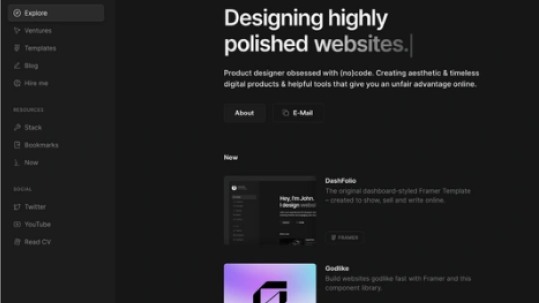 Explore
Ventures
Templates
Blog
Hire me
RESOURCES
Stack
Bookmarks
Now
SOCIAL
Twitter
YouTube
Read CV
Designing highly
polished websites.
Product designer obsessed with (no)code. Creating aesthetic & timeless
digital products & helpful tools that give you an unfair advantage online.
About
E-Mail
New
Hey, I'm John.
I design
DashFolio
The original dashboard-styled Framer Template
– created to show, sell and write online.
FRAMER
Godlike
Build websites godlike fast with Framer and this
component library.